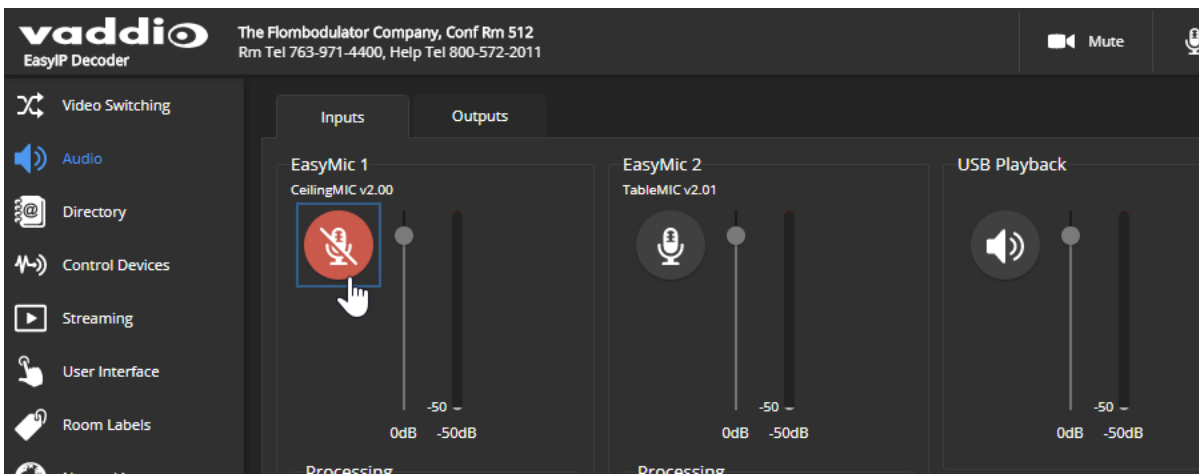 vaddio
EasyIP Decoder
The Flombodulator Company, Conf Rm 512
Rm Tel 763-971-4400, Help Tel 800-572-2011
Mute
Video Switching
Audio
Directory
Control Devices
Streaming
User Interface
Room Labels
Inputs
Outputs
EasyMic 1
CeilingMIC v2.00
-50
0dB -50dB
Processing
EasyMic 2
TableMIC v2.01
-50
0dB -50dB
Processing
USB Playback
-50
0dB -50dB